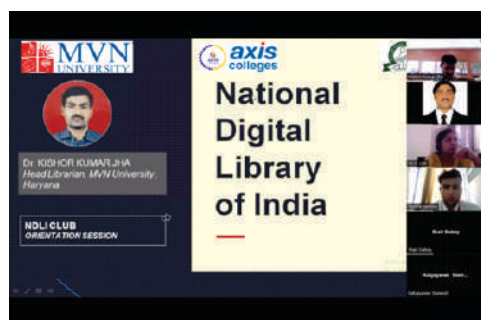 MVN
UNIVERSITY
axis
colleges
National
Digital
Library
of India
Dr. KISHOR KUMAR JHA
Head Librarian, MVN University,
Haryana
NDLI CLUB
ORIENTATION SESSION